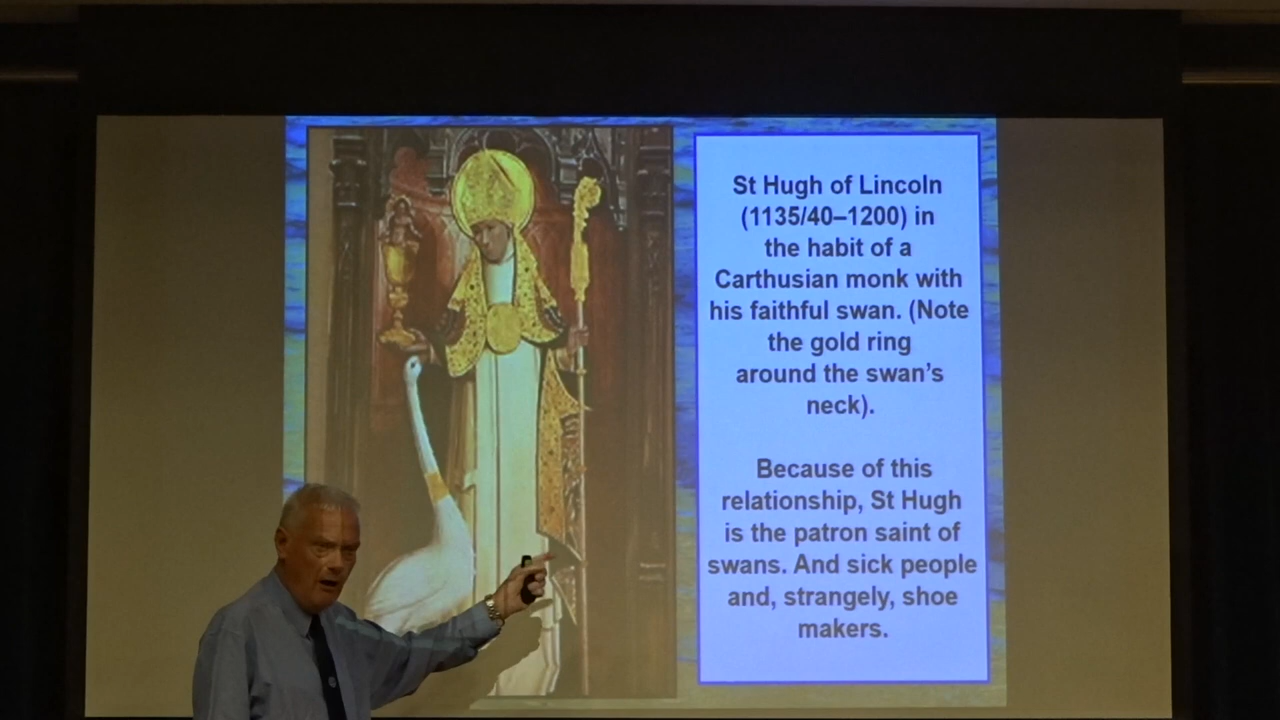 St Hugh of Lincoln
(1135/40–1200) in
the habit of a
Carthusian monk with
his faithful swan. (Note
the gold ring
around the swan’s
neck).
Because of this
relationship, St Hugh
is the patron saint of
swans. And sick people
and, strangely, shoe
makers.